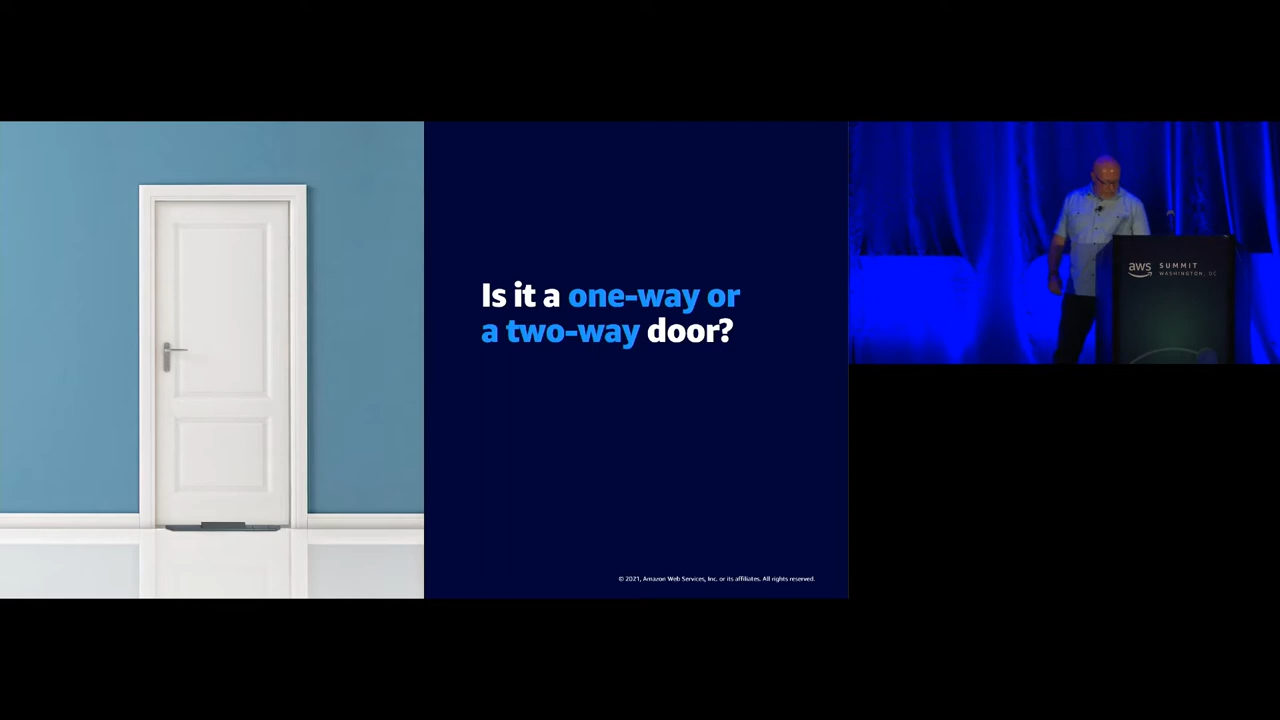 Is it a one-way or
a two-way door?
© 2021, Amazon Web Services, Inc. or its affiliates. All rights reserved.
aws
SUMMIT
WASHINGTON, DC